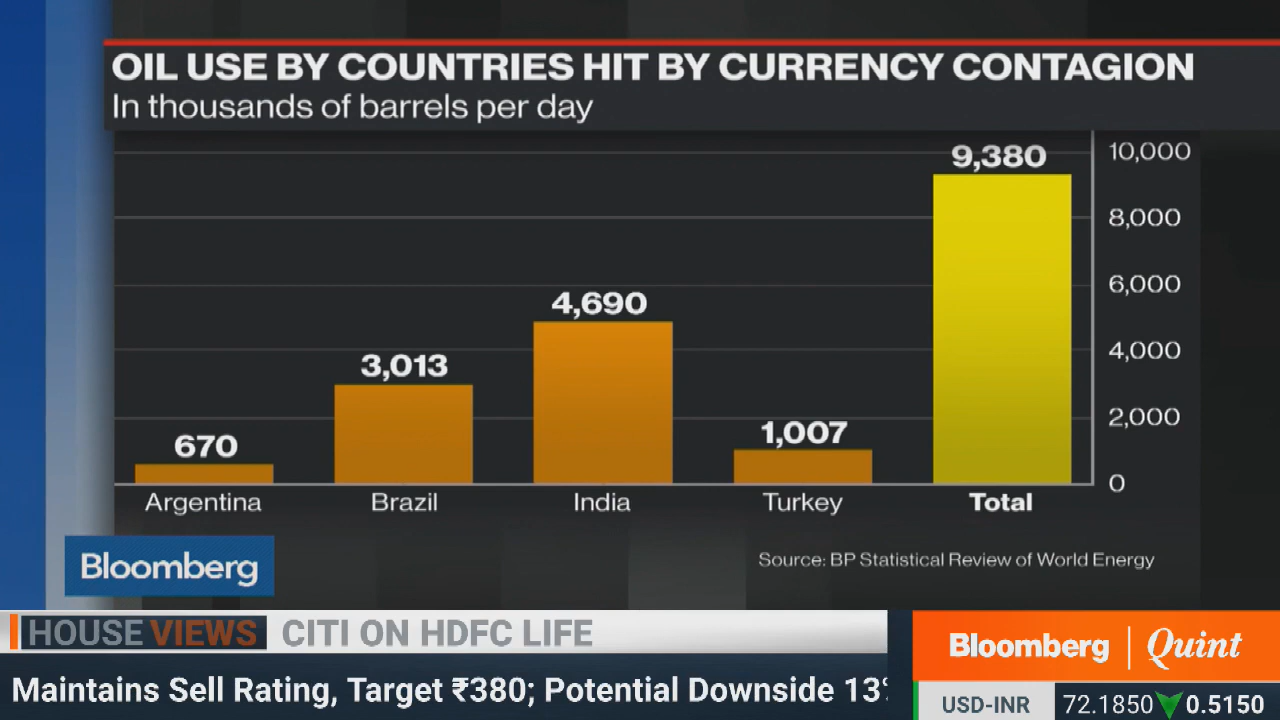 OIL USE BY COUNTRIES HIT BY CURRENCY CONTAGION
In thousands of barrels per day
9,380
10,000
8,000
4,690
6,000
3,013
4,000
1,007
670
2,000
0
Argentina Brazil India Turkey Total
Bloomberg
Source: BP Statistical Review of World Energy
HOUSE VIEWS CITI ON HDFC LIFE
Bloomberg | Quint
Maintains Sell Rating, Target ₹380; Potential Downside 13
USD-INR 72.1850 0.5150